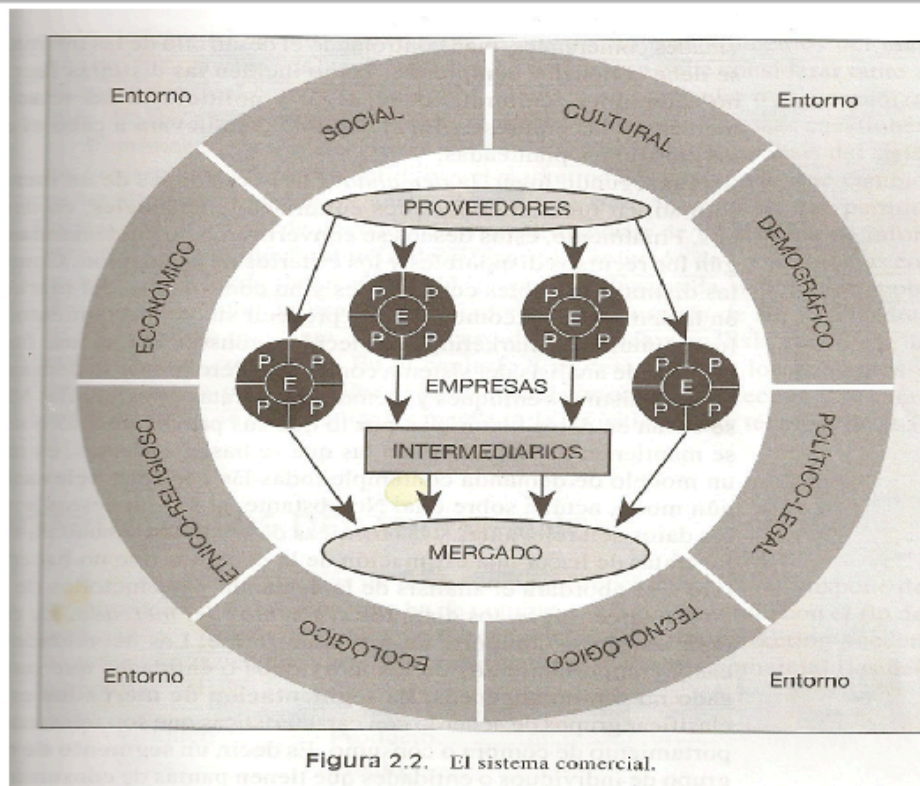 Entorno
Entorno
SOCIAL
CULTURAL
PROVEEDORES
ECONÓMICO
DEMOGRÁFICO
P P
E
P P
P P
E
P P
P P
E
P P
P P
E
P P
EMPRESAS
INTERMEDIARIOS
MERCADO
ÉTNICO-RELIGIOSO
POLÍTICO-LEGAL
ECOLÓGICO
TECNOLÓGICO
Entorno
Entorno
Figura 2.2. El sistema comercial.